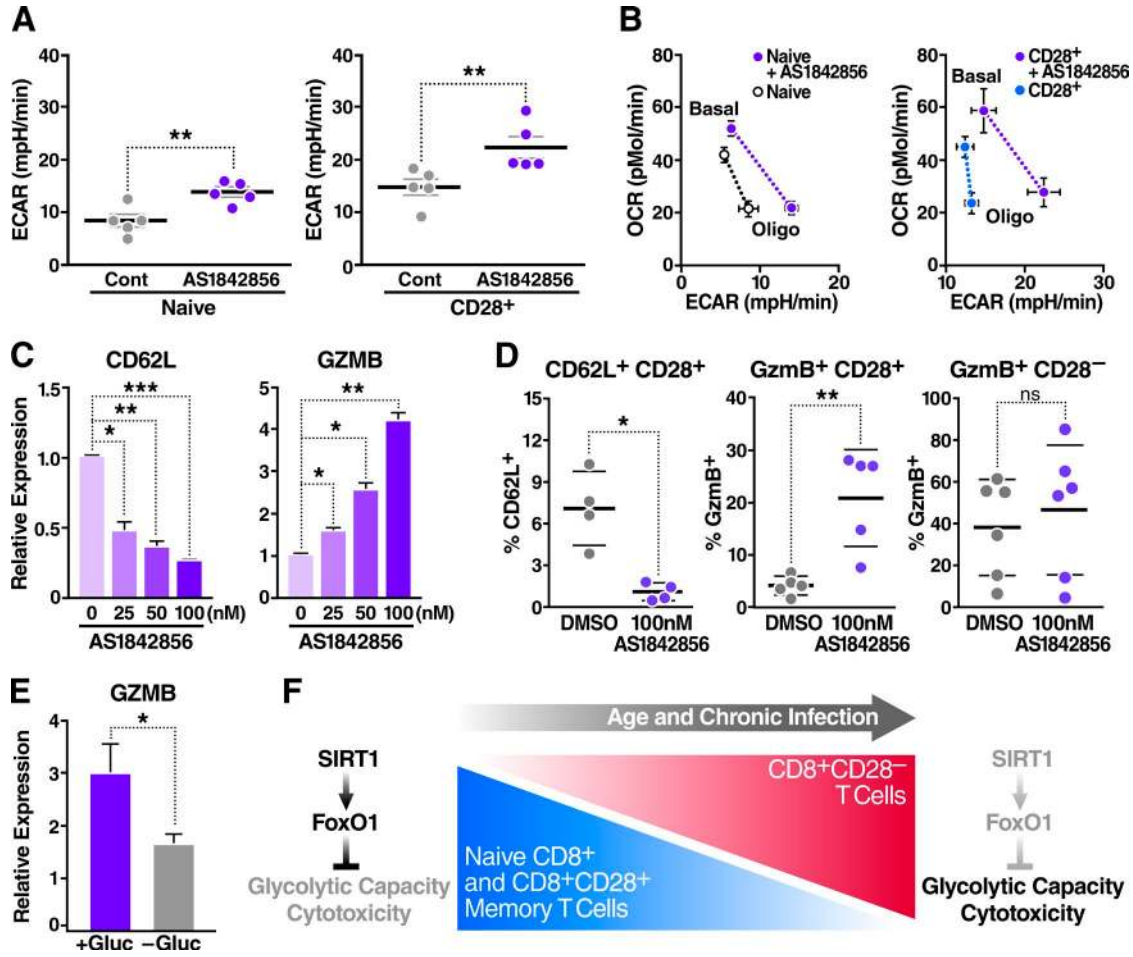 A
ECAR (mpH/min)
40
30
20
10
0
**
Cont
AS1842856
Naive
ECAR (mpH/min)
40
30
20
10
0
**
Cont
AS1842856
CD28+
B
OCR (pMol/min)
80
60
40
20
0
Naive
+ AS1842856
Naive
Basal
Oligo
0
10
20
ECAR (mpH/min)
OCR (pMol/min)
80
60
40
20
0
CD28+
+ AS1842856
CD28+
Basal
Oligo
10
20
30
ECAR (mpH/min)
C
CD62L
Relative Expression
1.5
1.0
0.50
0
***
**
*
0 25 50 100 (nM)
AS1842856
GZMB
5
4
3
2
1
0
**
*
*
0 25 50 100 (nM)
AS1842856
D
CD62L+ CD28+
% CD62L+
15
12
9
6
3
0
*
DMSO 100nM
AS1842856
GzmB+ CD28+
% GzmB+
40
30
20
10
0
**
DMSO 100nM
AS1842856
GzmB+ CD28–
% GzmB+
100
80
60
40
20
0
ns
DMSO 100nM
AS1842856
E
GZMB
Relative Expression
4
3
2
1
0
*
+Gluc –Gluc
F
Age and Chronic Infection
SIRT1
FoxO1
Glycolytic Capacity
Cytotoxicity
Naive CD8+
and CD8+CD28+
Memory T Cells
CD8+CD28–
T Cells
SIRT1
FoxO1
Glycolytic Capacity
Cytotoxicity